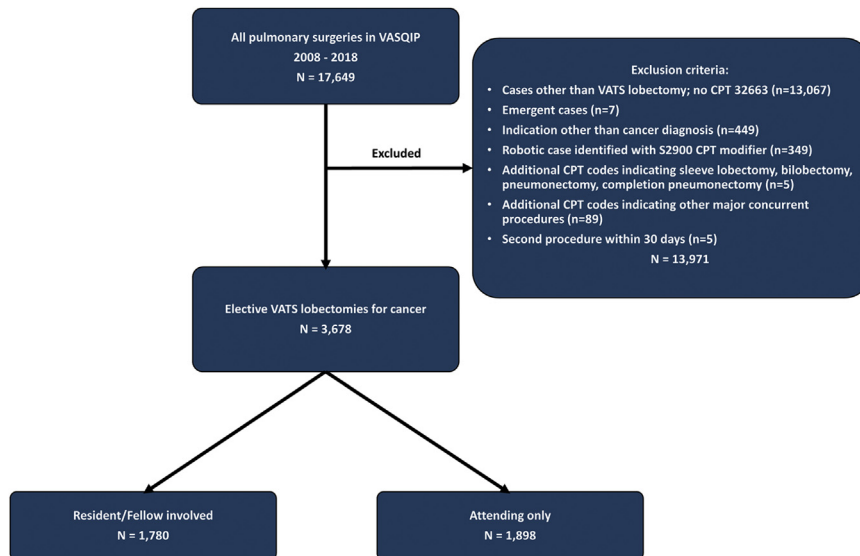 All pulmonary surgeries in VASQIP
2008 - 2018
N = 17,649
Exclusion criteria:
• Cases other than VATS lobectomy; no CPT 32663 (n=13,067)
• Emergent cases (n=7)
• Indication other than cancer diagnosis (n=449)
• Robotic case identified with S2900 CPT modifier (n=349)
• Additional CPT codes indicating sleeve lobectomy, bilobectomy,
pneumonectomy, completion pneumonectomy (n=5)
• Additional CPT codes indicating other major concurrent
procedures (n=89)
• Second procedure within 30 days (n=5)
N = 13,971
Excluded
Elective VATS lobectomies for cancer
N = 3,678
Resident/Fellow involved
N = 1,780
Attending only
N = 1,898